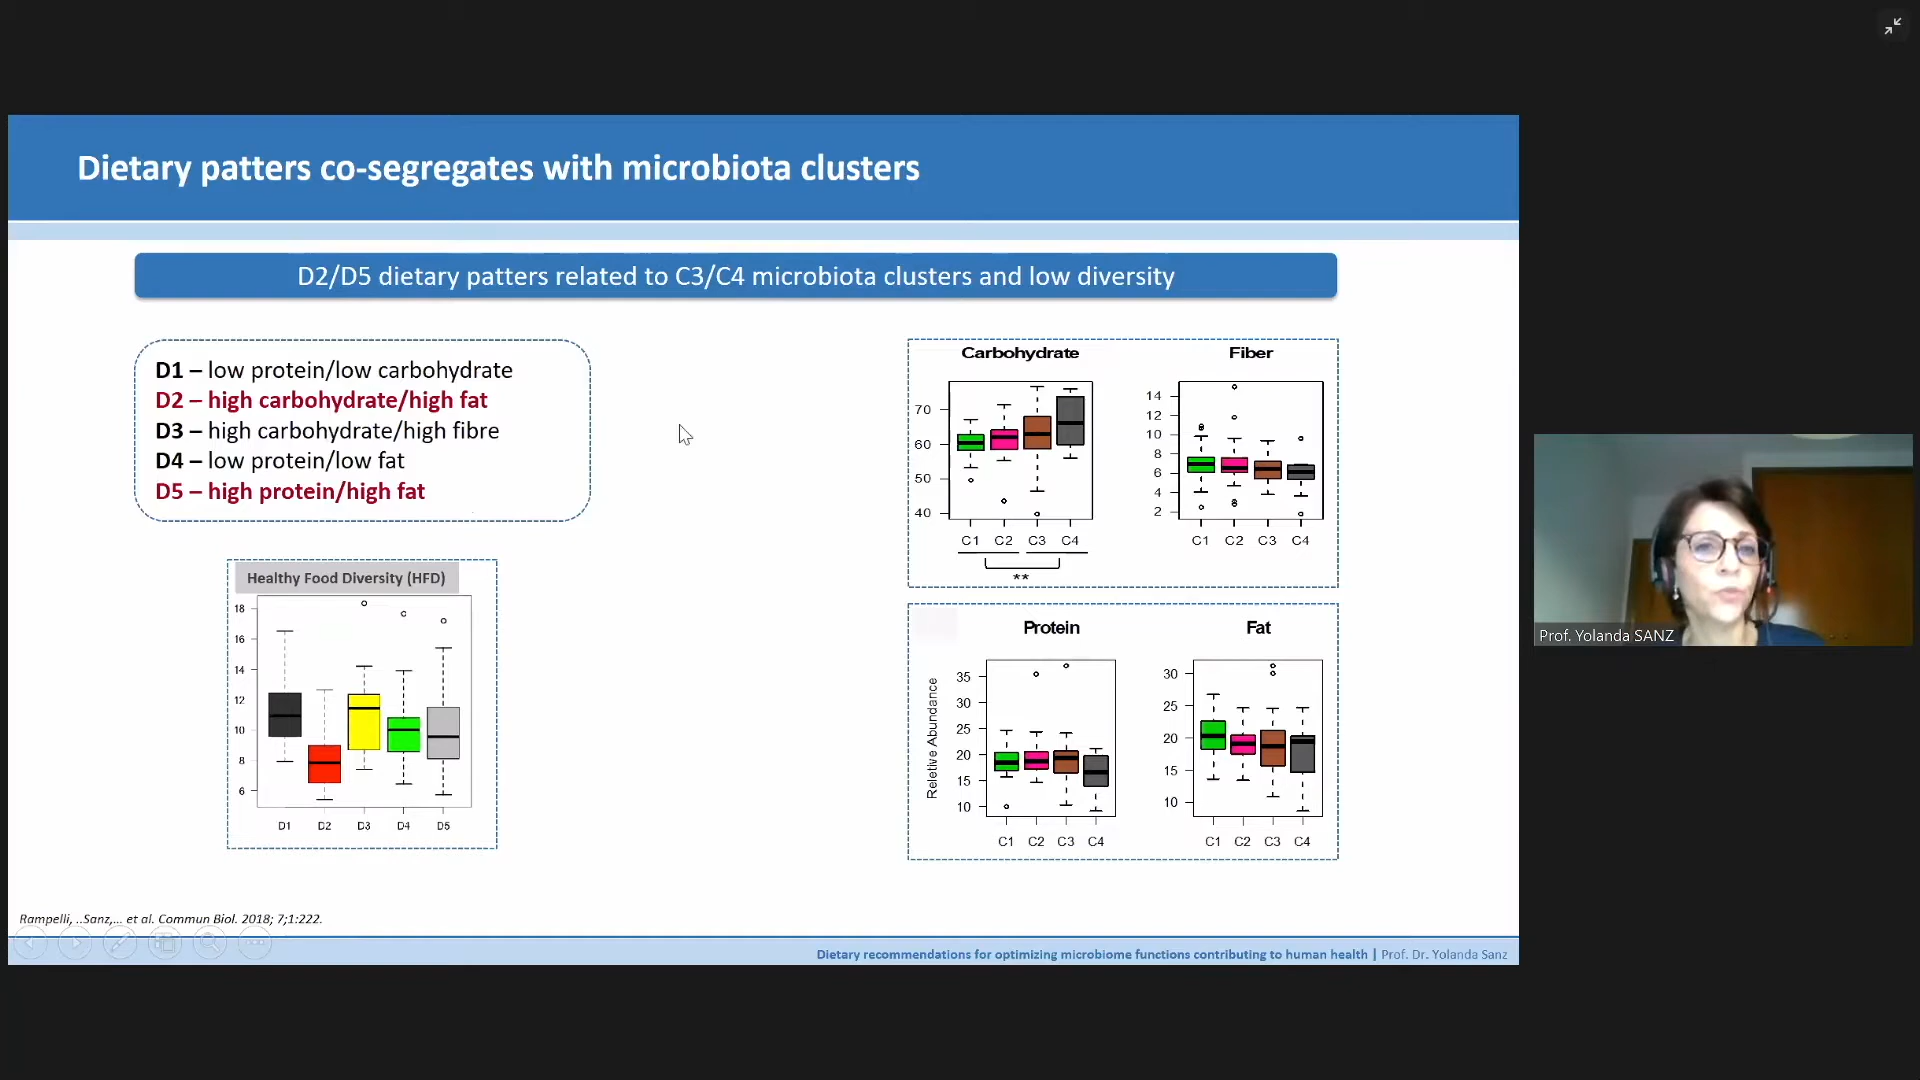 Dietary patters co-segregates with microbiota clusters
D2/D5 dietary patters related to C3/C4 microbiota clusters and low diversity
D1 – low protein/low carbohydrate
D2 – high carbohydrate/high fat
D3 – high carbohydrate/high fibre
D4 – low protein/low fat
D5 – high protein/high fat
Healthy Food Diversity (HFD)
18
16
14
12
10
8
6
D1 D2 D3 D4 D5
Carbohydrate
70
60
50
40
C1 C2 C3 C4
**
Fiber
14
12
10
8
6
4
2
C1 C2 C3 C4
Protein
Reletive Abundance
35
30
25
20
15
10
C1 C2 C3 C4
Fat
30
25
20
15
10
C1 C2 C3 C4
Prof. Yolanda SANZ
Rampelli, ..Sanz,... et al. Commun Biol. 2018; 7;1:222.
Dietary recommendations for optimizing microbiome functions contributing to human health | Prof. Dr. Yolanda Sanz